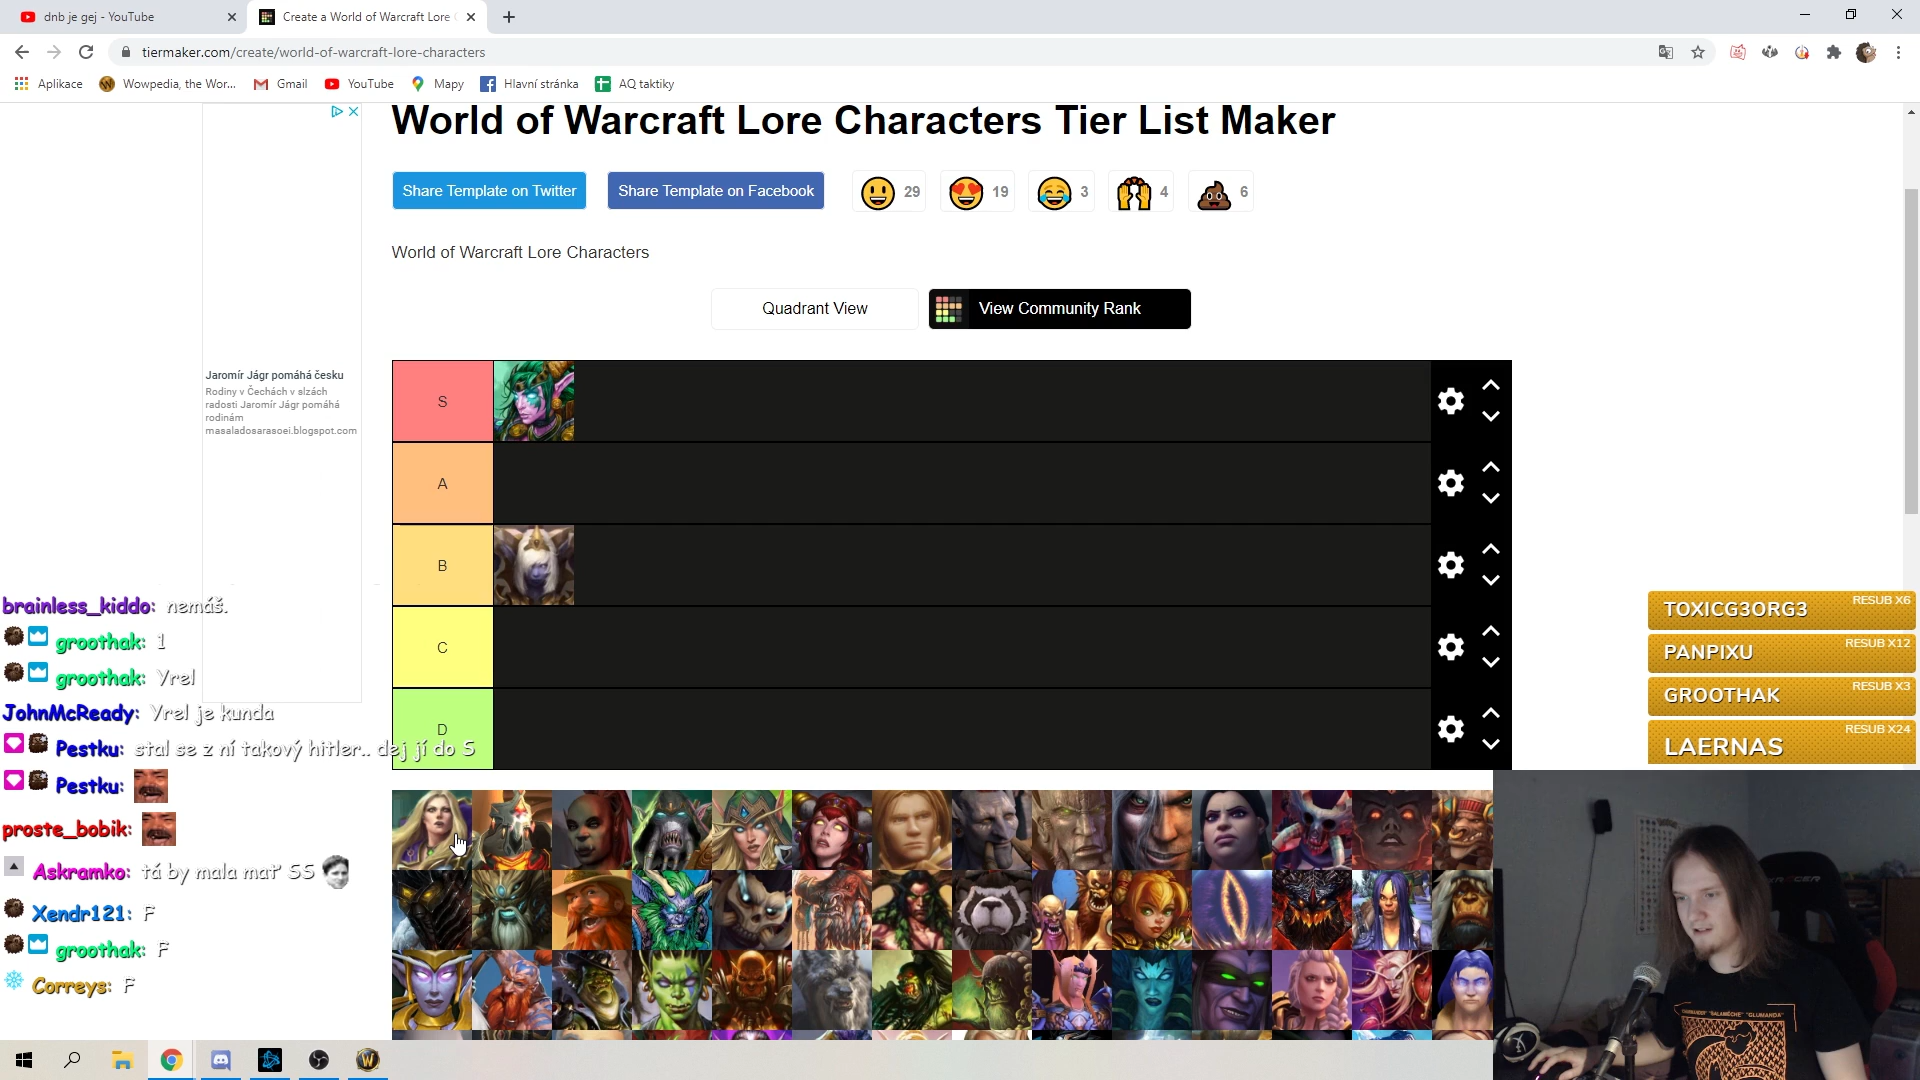 dnb je gej - YouTube
Create a World of Warcraft Lore C
tiermaker.com/create/world-of-warcraft-lore-characters
Aplikace
Wowpedia, the Wor...
Gmail
YouTube
Mapy
Hlavní stránka
AQ taktiky
World of Warcraft Lore Characters Tier List Maker
Share Template on Twitter
Share Template on Facebook
29
19
3
4
6
World of Warcraft Lore Characters
Quadrant View
View Community Rank
Jaromír Jágr pomáhá česku
Rodiny v Čechách v slzách
radosti Jaromír Jágr pomáhá
rodinám
masaladosarasoei.blogspot.com
S
A
B
C
D
brainless_kiddo: nemáš.
groothak: 1
groothak: Yrel
JohnMcReady: Yrel je kunda
Pestku: stal se z ní takový hitler.. dej jí do S
Pestku:
proste_bobik:
Askramko: tá by mala mať SS
Xendr121: F
groothak: F
Correys: F
TOXICG3ORG3
RESUB X6
PANPIXU
RESUB X12
GROOTHAK
RESUB X3
LAERNAS
RESUB X24